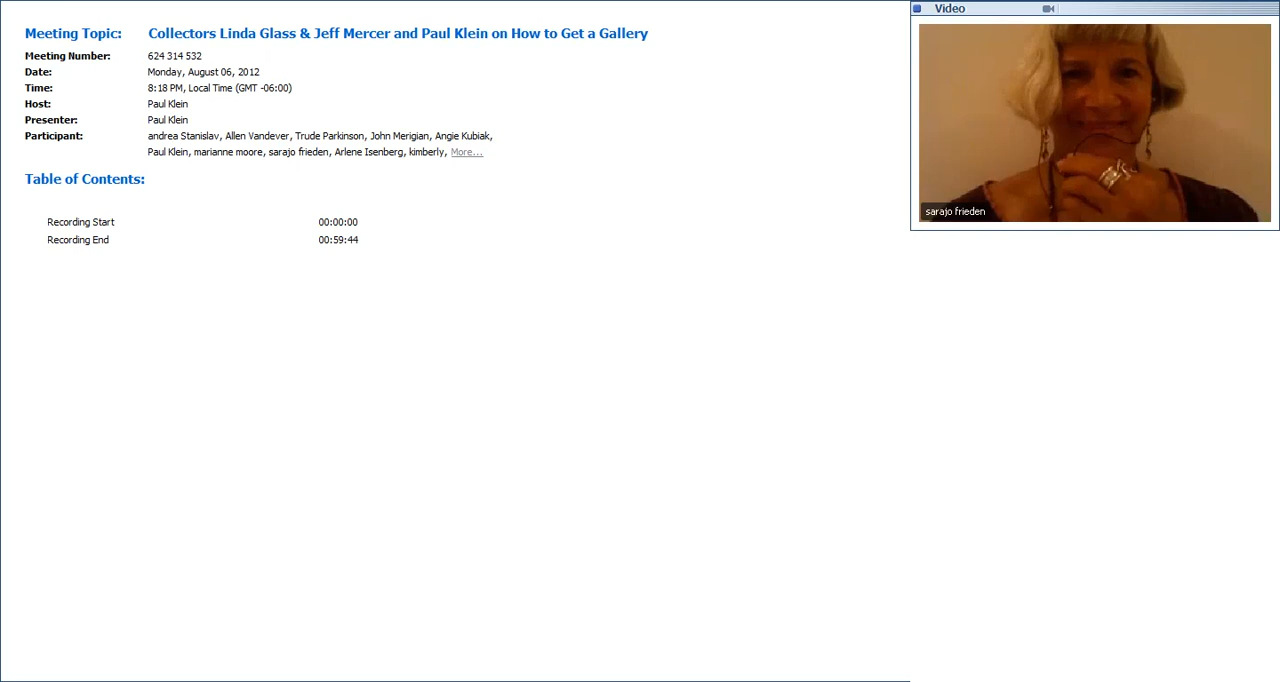 Meeting Topic: Collectors Linda Glass & Jeff Mercer and Paul Klein on How to Get a Gallery
Meeting Number: 624 314 532
Date: Monday, August 06, 2012
Time: 8:18 PM, Local Time (GMT -06:00)
Host: Paul Klein
Presenter: Paul Klein
Participant: andrea Stanislav, Allen Vandever, Trude Parkinson, John Merigian, Angie Kubiak,
Paul Klein, marianne moore, sarajo frieden, Arlene Isenberg, kimberly, More...
Table of Contents:
Recording Start 00:00:00
Recording End 00:59:44
Video
sarajo frieden